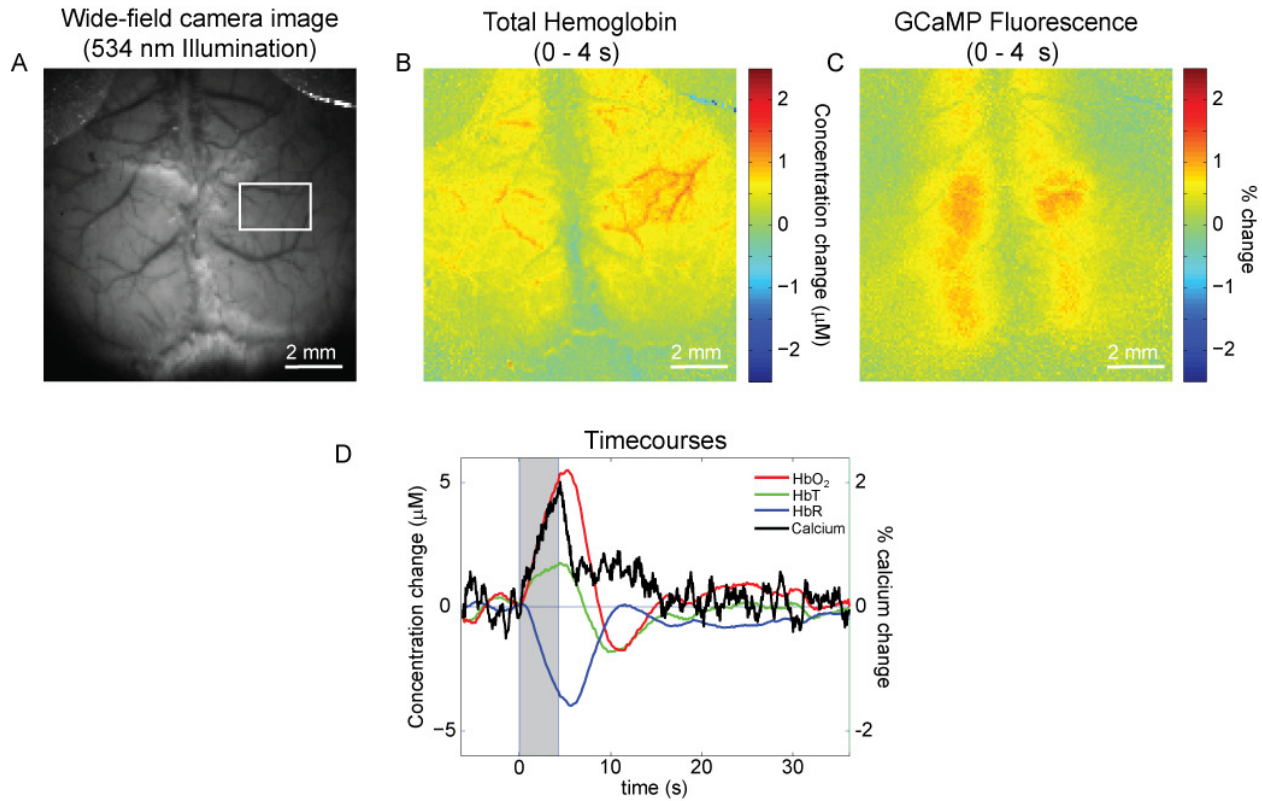 Wide-field camera image
(534 nm Illumination)
A
2 mm
Total Hemoglobin
(0 - 4 s)
B
2 mm
2
1
0
−1
−2
Concentration change (µM)
GCaMP Fluorescence
(0 - 4 s)
C
2 mm
2
1
0
−1
−2
% change
D
Timecourses
Concentration change (µM)
5
0
−5
HbO₂
HbT
HbR
Calcium
2
0
-2
% calcium change
0 10 20 30
time (s)